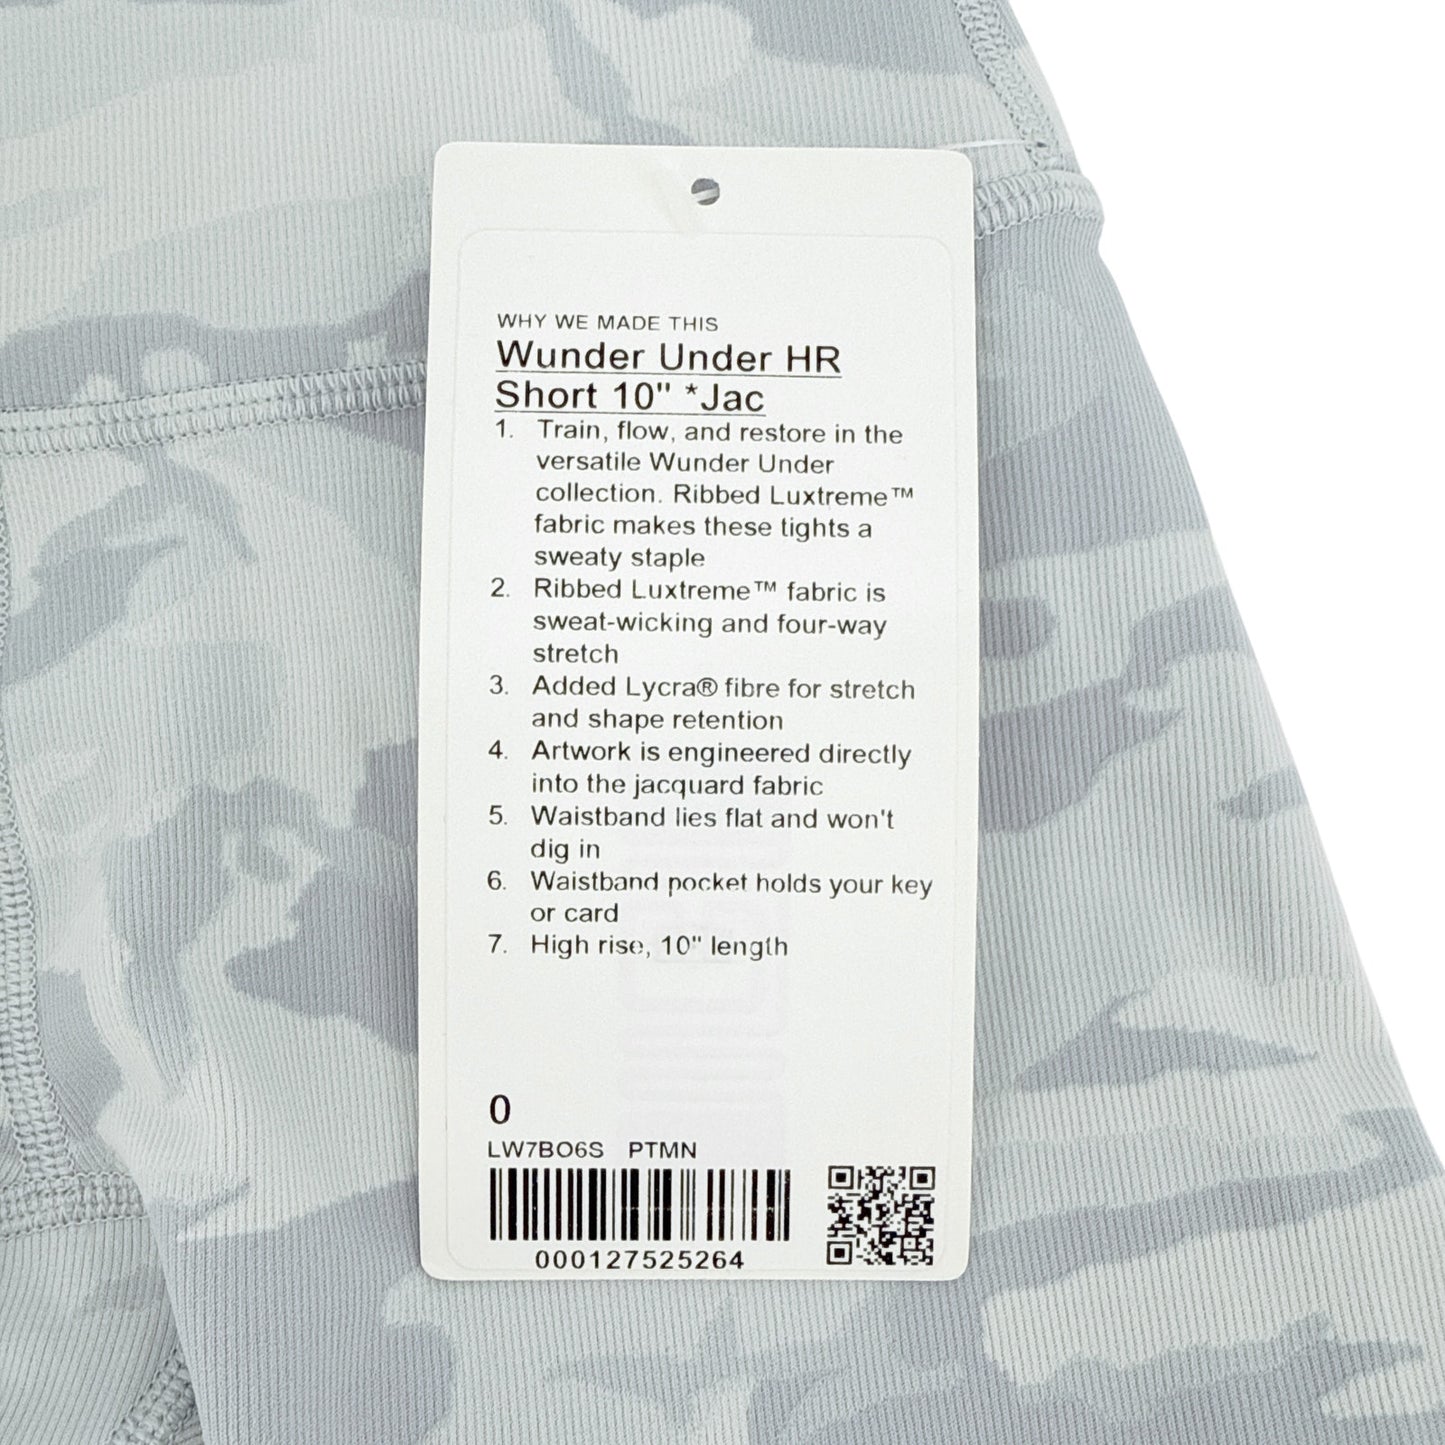 WHY WE MADE THIS
Wunder Under HR
Short 10" *Jac
1. Train, flow, and restore in the
versatile Wunder Under
collection. Ribbed Luxtreme™
fabric makes these tights a
sweaty staple
2. Ribbed Luxtreme™ fabric is
sweat-wicking and four-way
stretch
3. Added Lycra® fibre for stretch
and shape retention
4. Artwork is engineered directly
into the jacquard fabric
5. Waistband lies flat and won't
dig in
6. Waistband pocket holds your key
or card
7. High rise, 10" length
0
LW7BO6S PTMN
000127525264